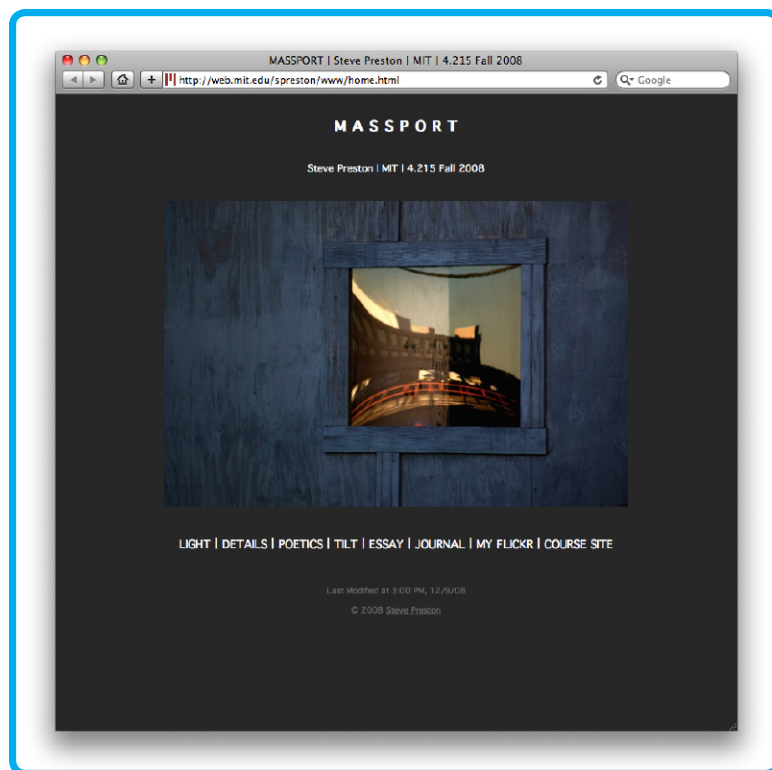 MASSPORT | Steve Preston | MIT | 4.215 Fall 2008
http://web.mit.edu/spreston/www/home.html
Google
MASSPORT
Steve Preston | MIT | 4.215 Fall 2008
LIGHT | DETAILS | POETICS | TILT | ESSAY | JOURNAL | MY FLICKR | COURSE SITE
Last Modified at 3:00 PM, 12/9/08
© 2008 Steve Preston